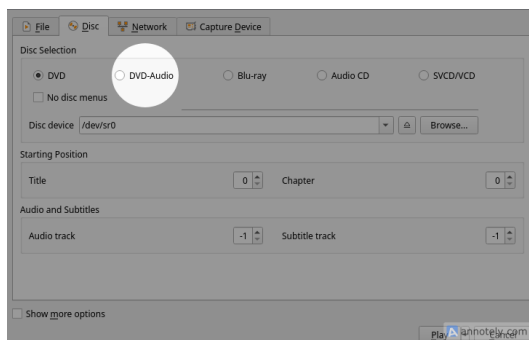 File Disc Network Capture Device
Disc Selection
DVD DVD-Audio Blu-ray Audio CD SVCD/VCD
No disc menus
Disc device /dev/sr0 Browse...
Starting Position
Title 0 Chapter 0
Audio and Subtitles
Audio track -1 Subtitle track -1
Show more options
Play Cancel
annotely.com